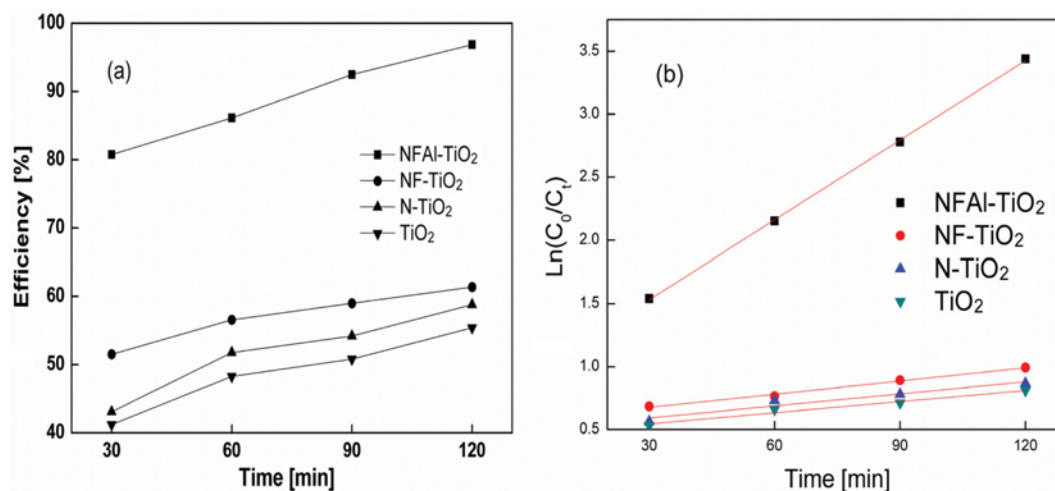 (a)
Efficiency [%]
100
90
80
70
60
50
40
NFAl-TiO₂
NF-TiO₂
N-TiO₂
TiO₂
30 60 90 120
Time [min]
(b)
Ln(C₀/Cₜ)
3.5
3.0
2.5
2.0
1.5
1.0
0.5
NFAl-TiO₂
NF-TiO₂
N-TiO₂
TiO₂
30 60 90 120
Time [min]